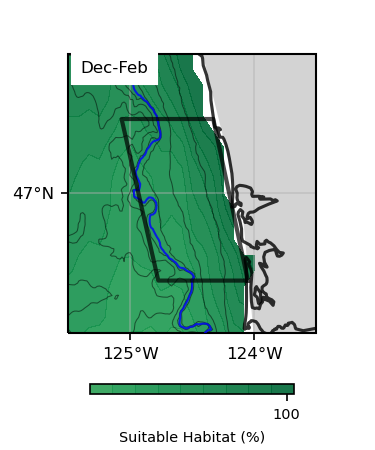 Dec-Feb
47°N
125°W 124°W
100
Suitable Habitat (%)